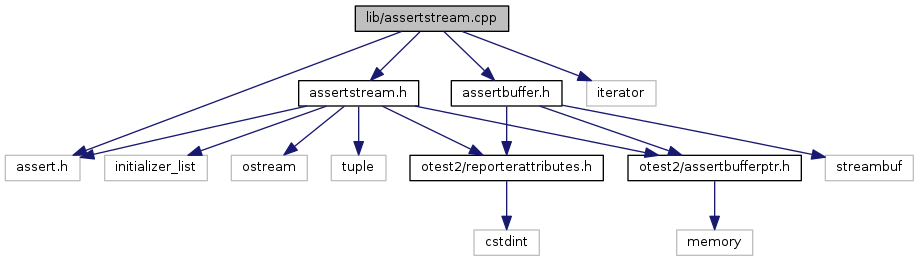 lib/assertstream.cpp
assertstream.h
assertbuffer.h
iterator
assert.h
initializer_list
ostream
tuple
otest2/reporterattributes.h
otest2/assertbufferptr.h
streambuf
cstdint
memory